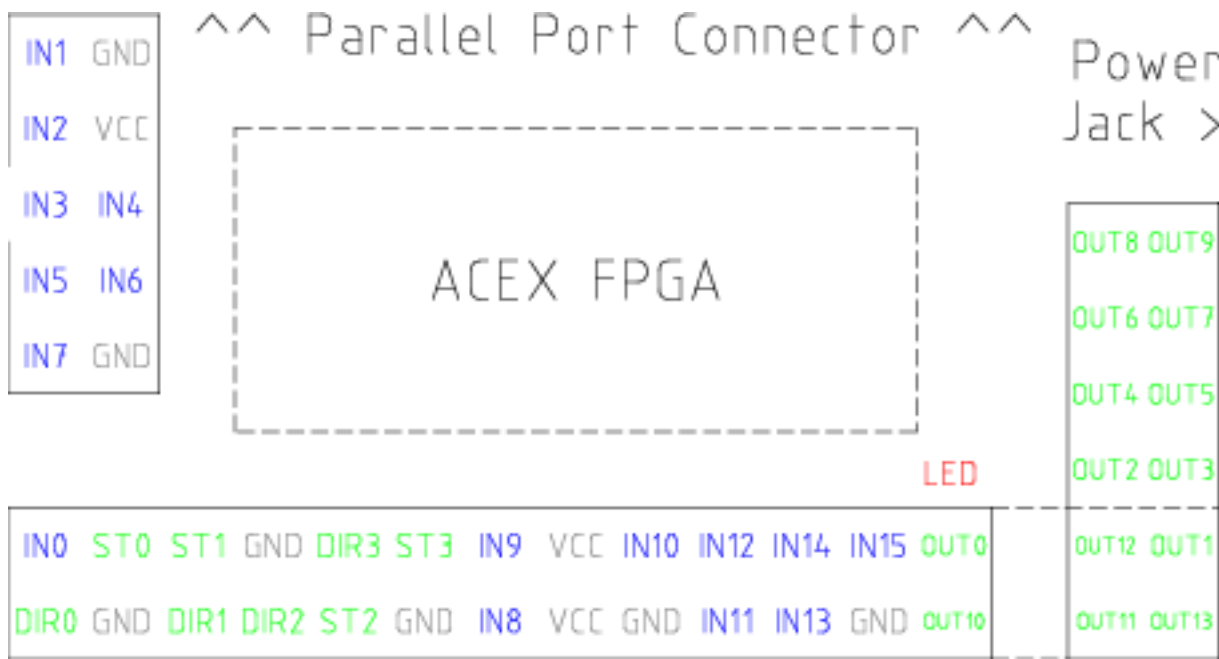 ^^ Parallel Port Connector ^^
Power
Jack >
IN1 GND
IN2 VCC
IN3 IN4
IN5 IN6
IN7 GND
ACEX FPGA
OUT8 OUT9
OUT6 OUT7
OUT4 OUT5
OUT2 OUT3
LED
IN0 ST0 ST1 GND DIR3 ST3 IN9 VCC IN10 IN12 IN14 IN15 OUT0
OUT12 OUT1
DIR0 GND DIR1 DIR2 ST2 GND IN8 VCC GND IN11 IN13 GND OUT10
OUT11 OUT13